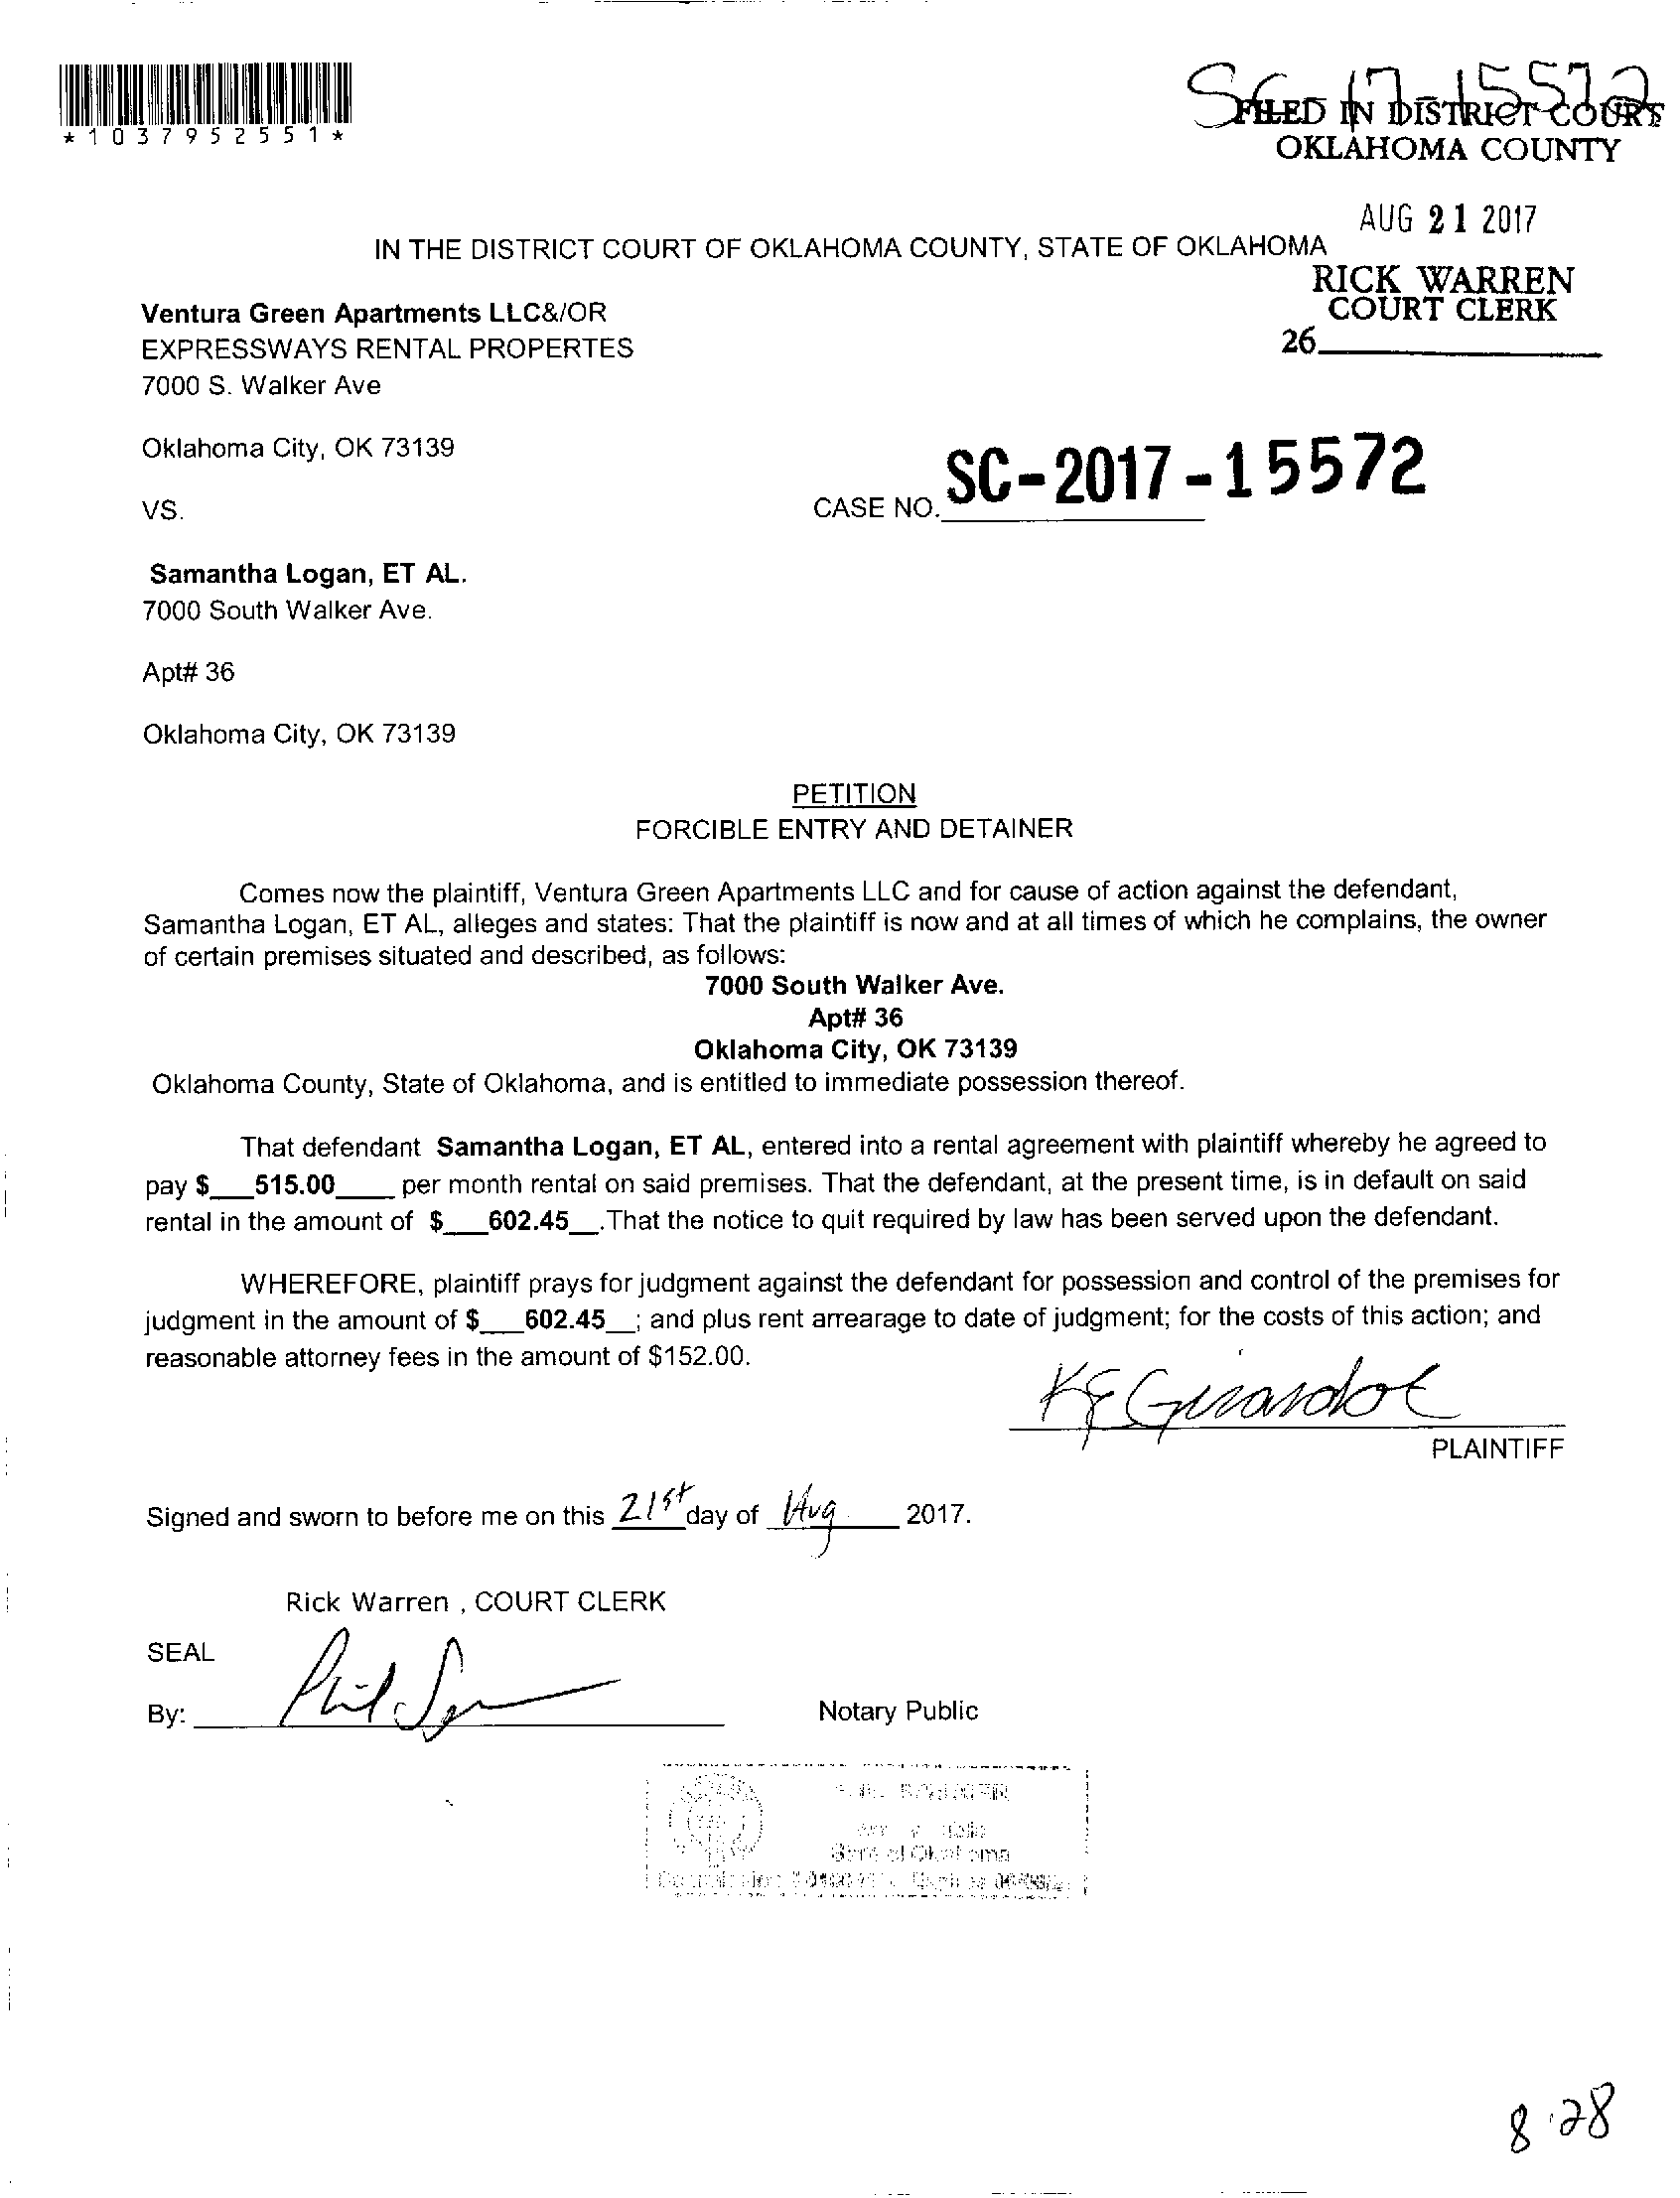 *1037952551*
SC-17-15572
FILED IN DISTRICT COURT
OKLAHOMA COUNTY
AUG 21 2017
IN THE DISTRICT COURT OF OKLAHOMA COUNTY, STATE OF OKLAHOMA
RICK WARREN
COURT CLERK
26
Ventura Green Apartments LLC&/OR
EXPRESSWAYS RENTAL PROPERTES
7000 S. Walker Ave
Oklahoma City, OK 73139
VS.
CASE NO. SC-2017-15572
Samantha Logan, ET AL.
7000 South Walker Ave.
Apt# 36
Oklahoma City, OK 73139
PETITION
FORCIBLE ENTRY AND DETAINER
Comes now the plaintiff, Ventura Green Apartments LLC and for cause of action against the defendant,
Samantha Logan, ET AL, alleges and states: That the plaintiff is now and at all times of which he complains, the owner
of certain premises situated and described, as follows:
7000 South Walker Ave.
Apt# 36
Oklahoma City, OK 73139
Oklahoma County, State of Oklahoma, and is entitled to immediate possession thereof.
That defendant Samantha Logan, ET AL, entered into a rental agreement with plaintiff whereby he agreed to
pay $___515.00____ per month rental on said premises. That the defendant, at the present time, is in default on said
rental in the amount of $___602.45__.That the notice to quit required by law has been served upon the defendant.
WHEREFORE, plaintiff prays for judgment against the defendant for possession and control of the premises for
judgment in the amount of $___602.45__; and plus rent arrearage to date of judgment; for the costs of this action; and
reasonable attorney fees in the amount of $152.00.
KE Girardot
PLAINTIFF
Signed and sworn to before me on this 21st day of Aug 2017.
Rick Warren , COURT CLERK
SEAL
By:
Notary Public
State of Oklahoma
8.28